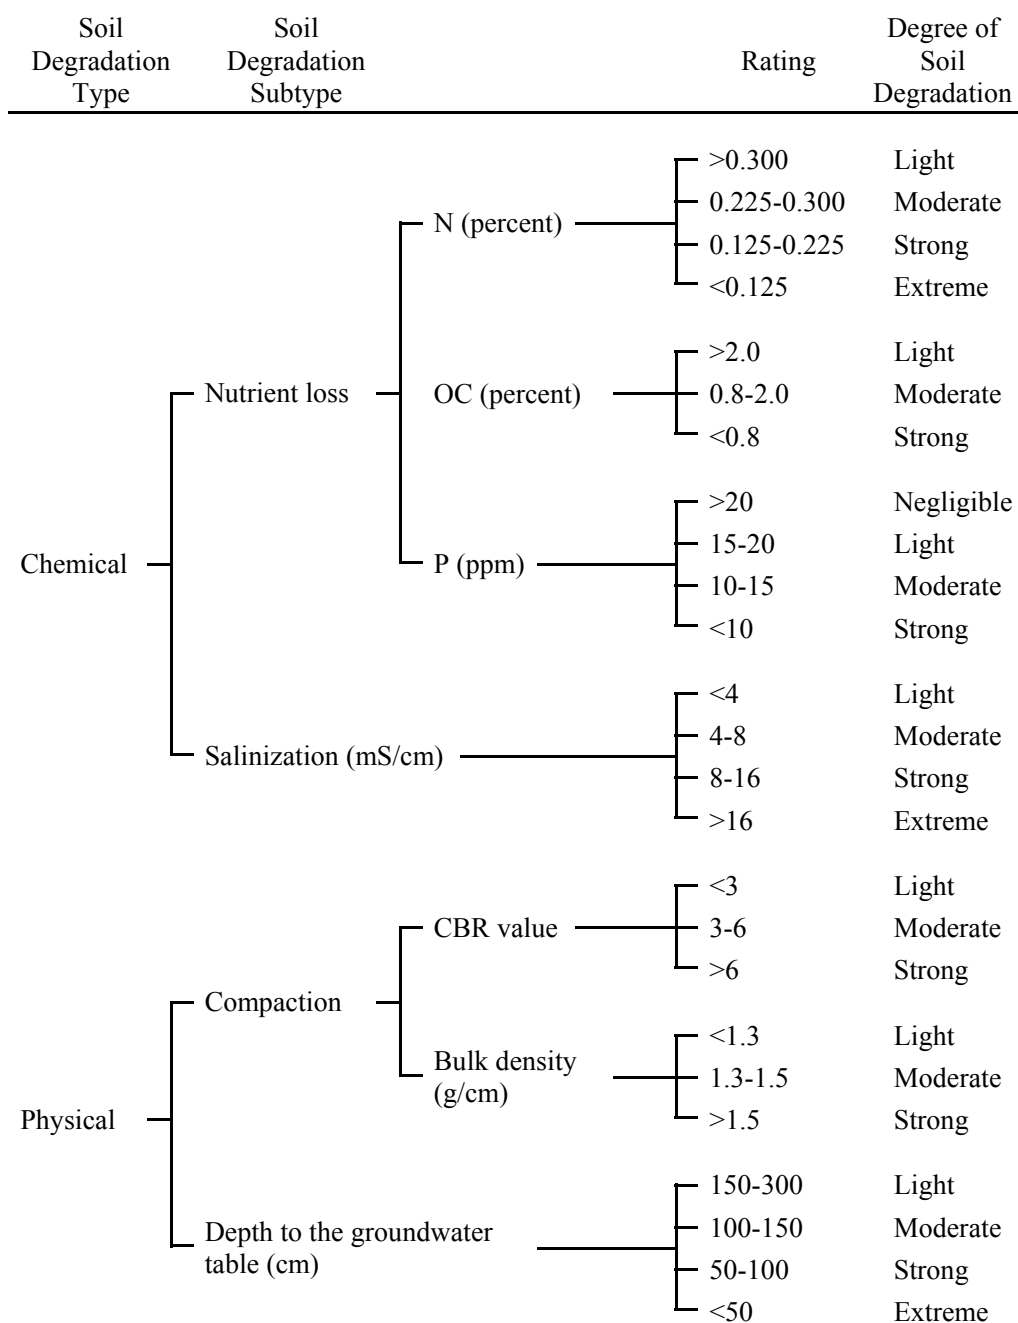 Soil Degradation Type
Soil Degradation Subtype
Rating
Degree of Soil Degradation
Chemical
Nutrient loss
N (percent)
>0.300 Light
0.225-0.300 Moderate
0.125-0.225 Strong
<0.125 Extreme
OC (percent)
>2.0 Light
0.8-2.0 Moderate
<0.8 Strong
P (ppm)
>20 Negligible
15-20 Light
10-15 Moderate
<10 Strong
Salinization (mS/cm)
<4 Light
4-8 Moderate
8-16 Strong
>16 Extreme
Physical
Compaction
CBR value
<3 Light
3-6 Moderate
>6 Strong
Bulk density
(g/cm)
<1.3 Light
1.3-1.5 Moderate
>1.5 Strong
Depth to the groundwater
table (cm)
150-300 Light
100-150 Moderate
50-100 Strong
<50 Extreme